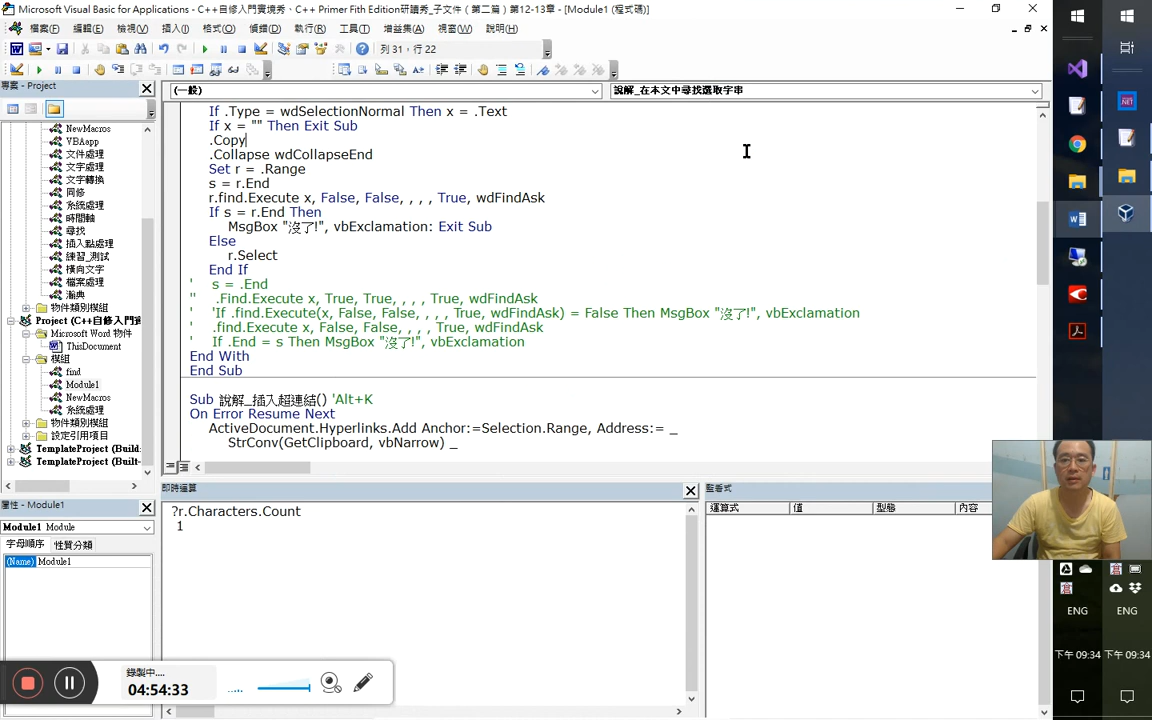 Microsoft Visual Basic for Applications - C++自修入門實境秀、C++ Primer Fifth Edition研讀秀_子文件（第二篇）第12-13章 - [Module1 (程式碼)]
檔案(F) 編輯(E) 檢視(V) 插入(I) 格式(O) 偵錯(D) 執行(R) 工具(T) 增益集(A) 視窗(W) 說明(H)
列 31，行 22
專案 - Project
(一般)
說解_在本文中尋找選取字串
NewMacros
VBAapp
文件處理
文字處理
文字轉換
同修
系統處理
時間軸
尋找
插入點處理
練習_測試
橫向文字
檔案處理
瀚典
物件類別模組
Project (C++自修入門實
Microsoft Word 物件
ThisDocument
模組
find
Module1
NewMacros
系統處理
物件類別模組
設定引用項目
TemplateProject (Build
TemplateProject (Built-
If .Type = wdSelectionNormal Then x = .Text
If x = "" Then Exit Sub
.Copy
.Collapse wdCollapseEnd
Set r = .Range
s = r.End
r.find.Execute x, False, False, , , , True, wdFindAsk
If s = r.End Then
MsgBox "沒了!", vbExclamation: Exit Sub
Else
r.Select
End If
' s = .End
'' .Find.Execute x, True, True, , , , True, wdFindAsk
' 'If .find.Execute(x, False, False, , , , True, wdFindAsk) = False Then MsgBox "沒了!", vbExclamation
' .find.Execute x, False, False, , , , True, wdFindAsk
' If .End = s Then MsgBox "沒了!", vbExclamation
End With
End Sub
Sub 說解_插入超連結() 'Alt+K
On Error Resume Next
ActiveDocument.Hyperlinks.Add Anchor:=Selection.Range, Address:= _
StrConv(GetClipboard, vbNarrow) _
屬性 - Module1
Module1 Module
字母順序 性質分類
(Name) Module1
即時運算
?r.Characters.Count
1
監看式
運算式 值 型態 內容
錄製中....
04:54:33
ENG ENG
下午 09:34 下午 09:34